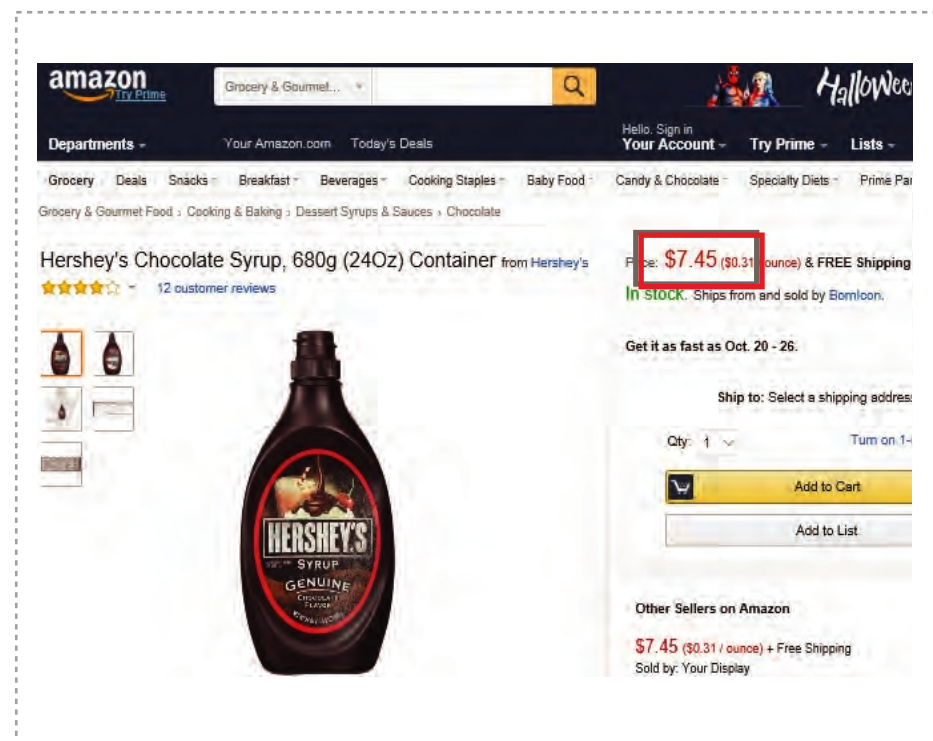 amazon
Try Prime
Grocery & Gourmet...
Halloween
Departments
Your Amazon.com Today's Deals
Hello. Sign in
Your Account Try Prime Lists
Grocery Deals Snacks Breakfast Beverages Cooking Staples Baby Food Candy & Chocolate Specialty Diets Prime Pan
Grocery & Gourmet Food › Cooking & Baking › Dessert Syrups & Sauces › Chocolate
Hershey's Chocolate Syrup, 680g (24Oz) Container from Hershey's
12 customer reviews
$7.45 ($0.31 ounce) & FREE Shipping
In stock. Ships from and sold by Bomloon.
Get it as fast as Oct. 20 - 26.
Ship to: Select a shipping address
Qty: 1 Turn on 1-
Add to Cart
Add to List
HERSHEY'S
SYRUP
GENUINE
CHOCOLATE
FLAVOR
Other Sellers on Amazon
$7.45 ($0.31 / ounce) + Free Shipping
Sold by: Your Display